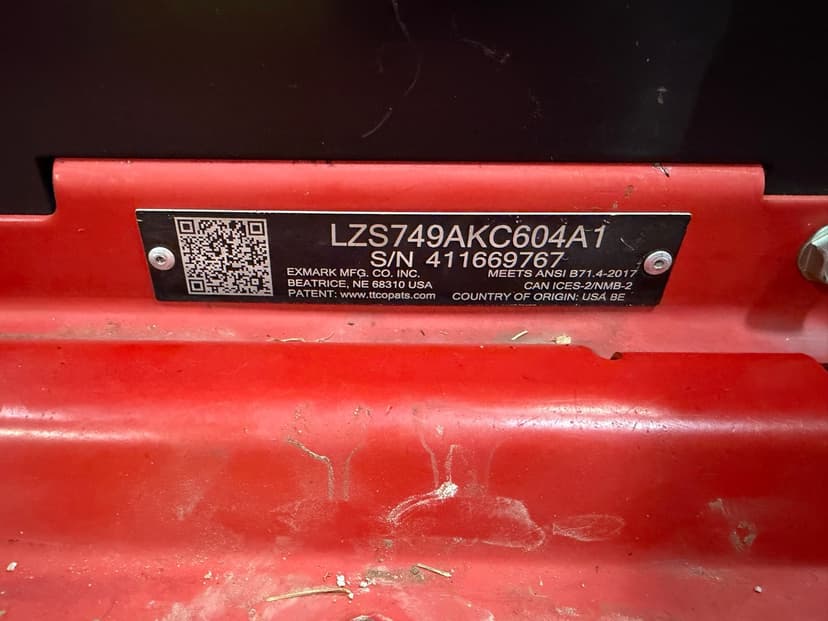 LZS749AKC604A1
S/N 411669767
EXMARK MFG. CO. INC. MEETS ANSI B71.4-2017
BEATRICE, NE 68310 USA CAN ICES-2/NMB-2
PATENT: www.ttcopats.com COUNTRY OF ORIGIN: USA BE